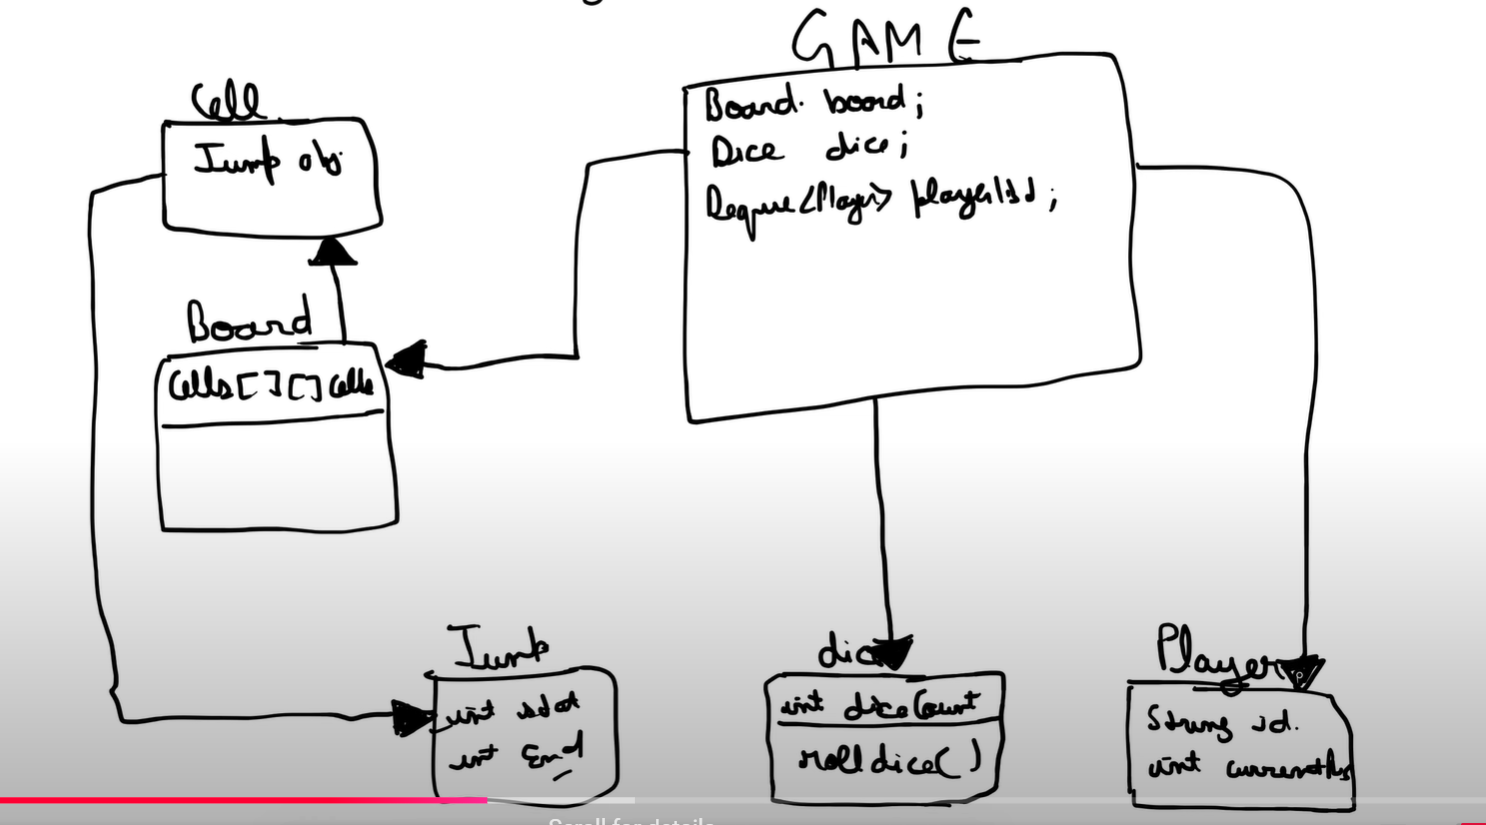 GAME
Board board;
Dice dice;
Deque<Player> playerlist;
Cell
Jump obj
Board
Cells[][] cells
Jump
int start
int End
dice
int diceCount
rolldice()
Player
String id.
int currentPos
Scroll for details